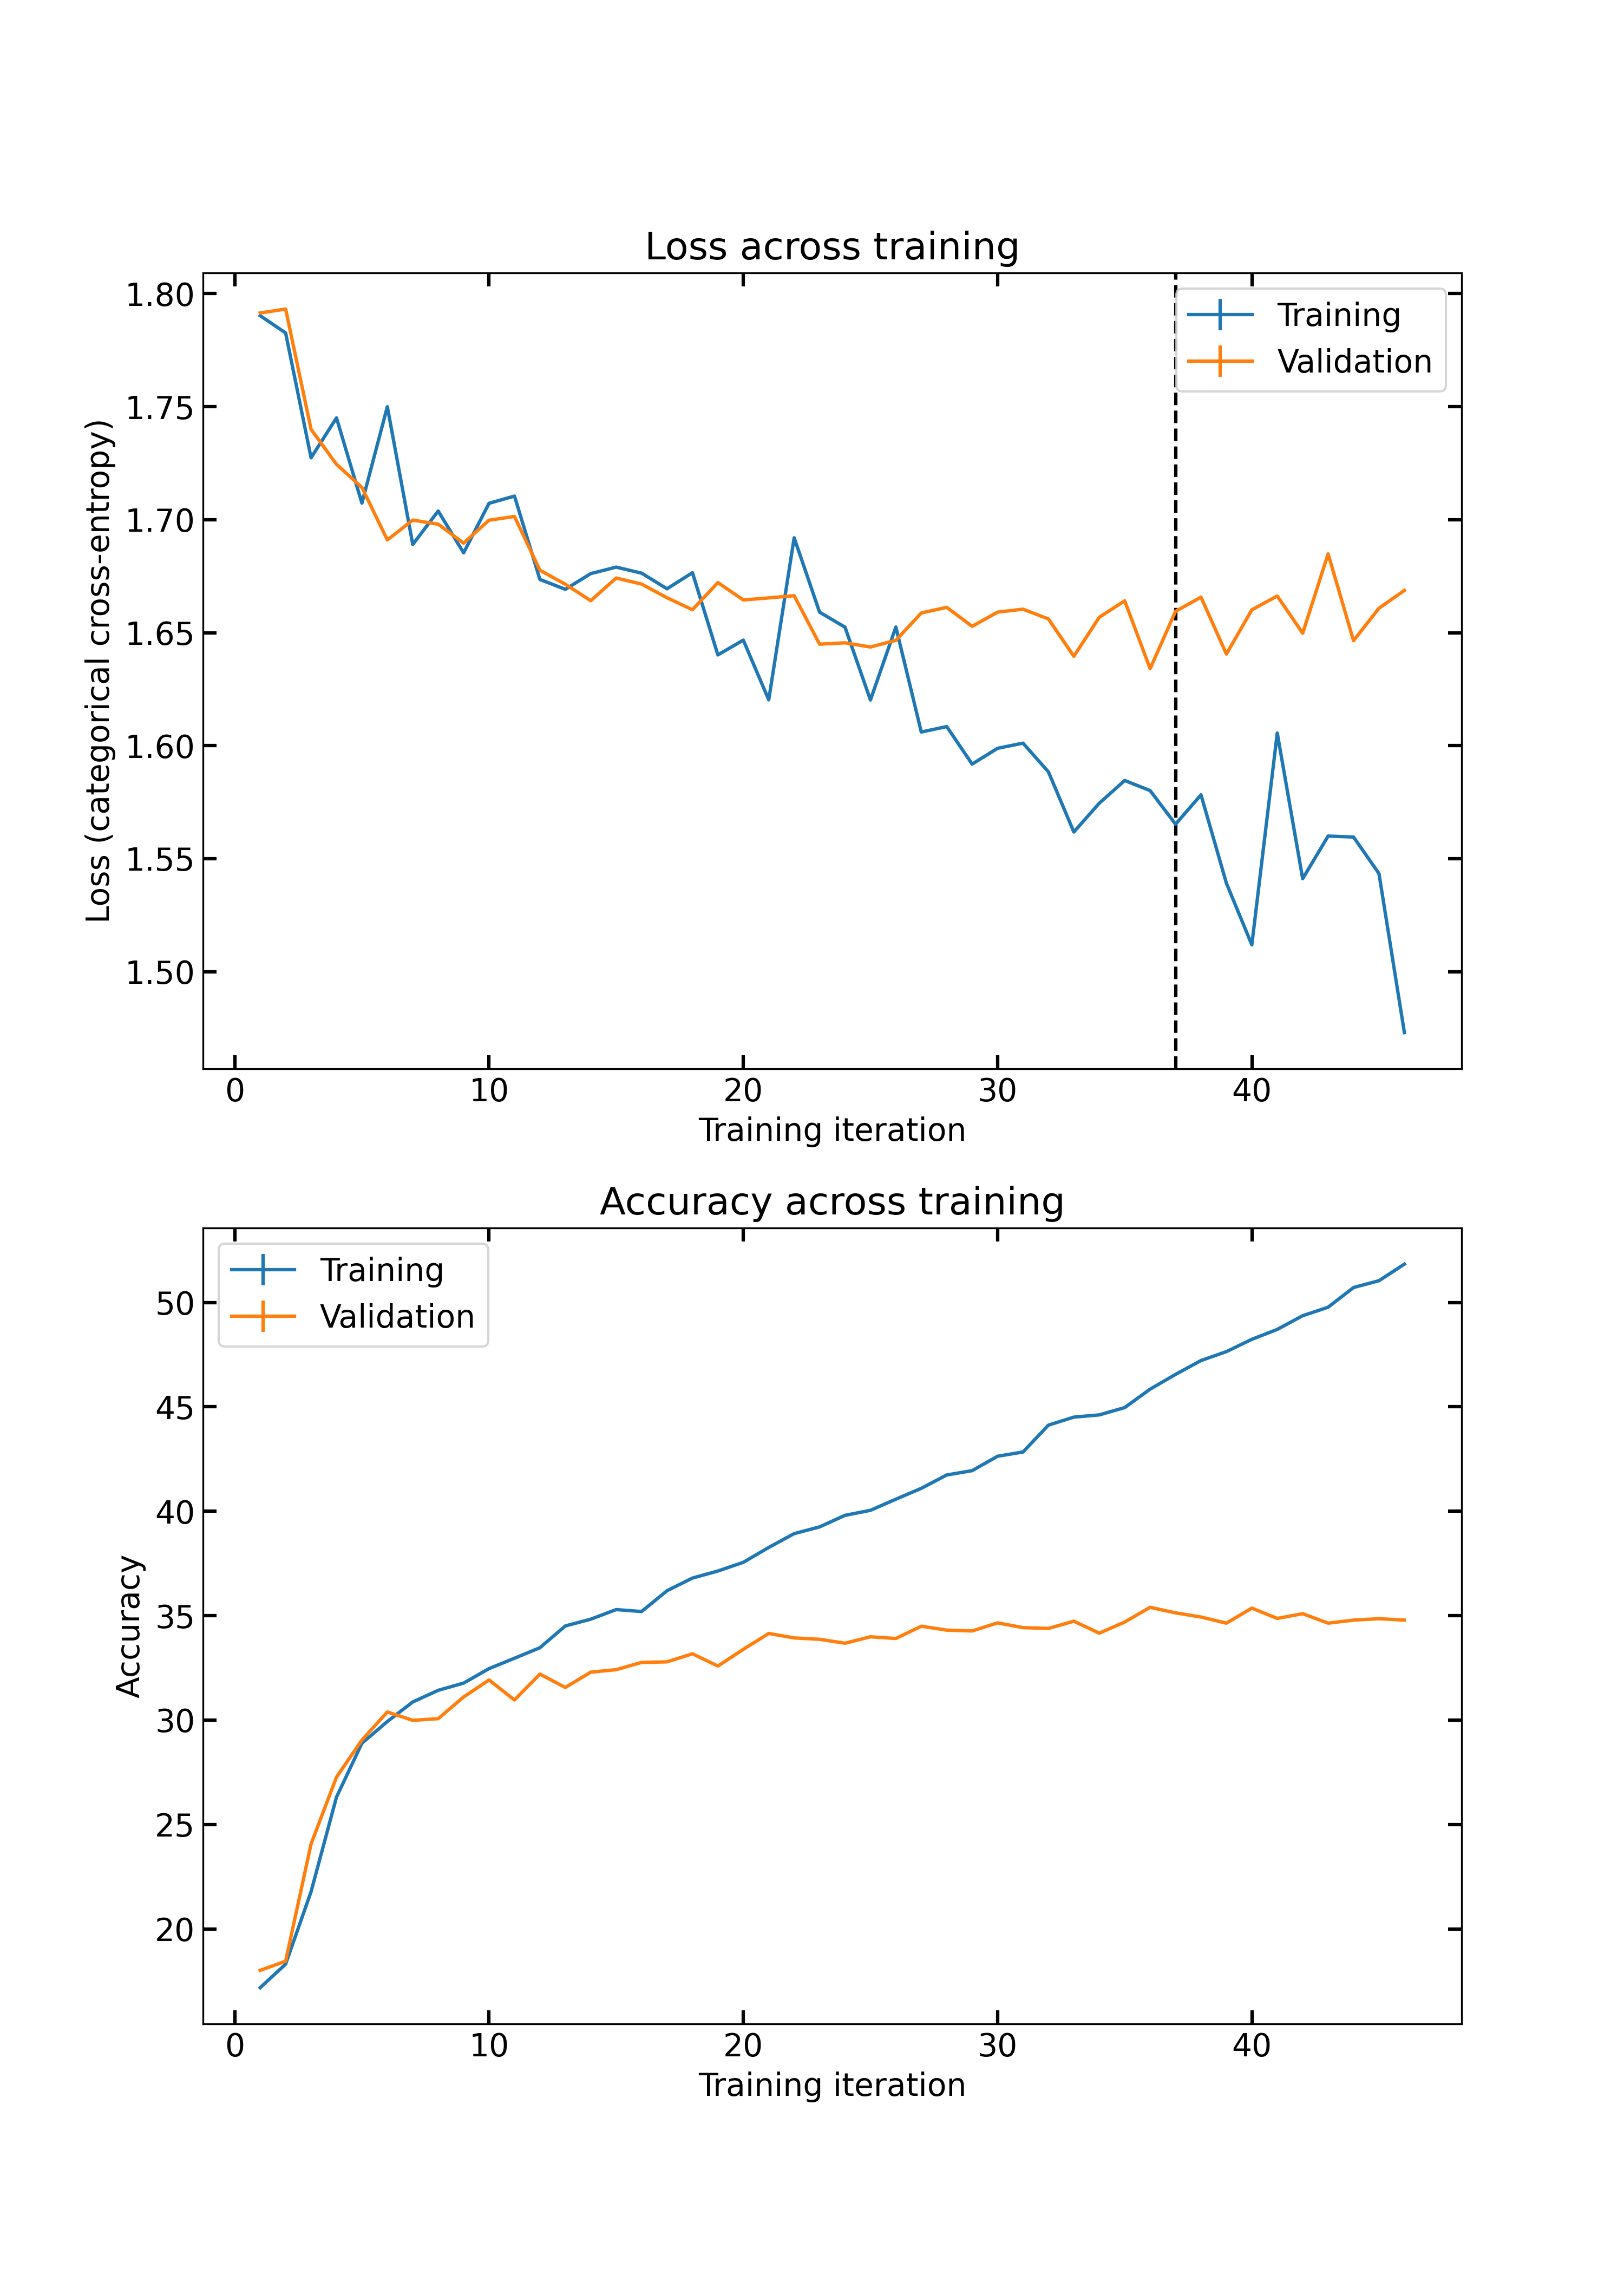 Loss across training
Training
Validation
1.80
1.75
1.70
1.65
1.60
1.55
1.50
Loss (categorical cross-entropy)
0 10 20 30 40
Training iteration
Accuracy across training
Training
Validation
50
45
40
35
30
25
20
Accuracy
0 10 20 30 40
Training iteration